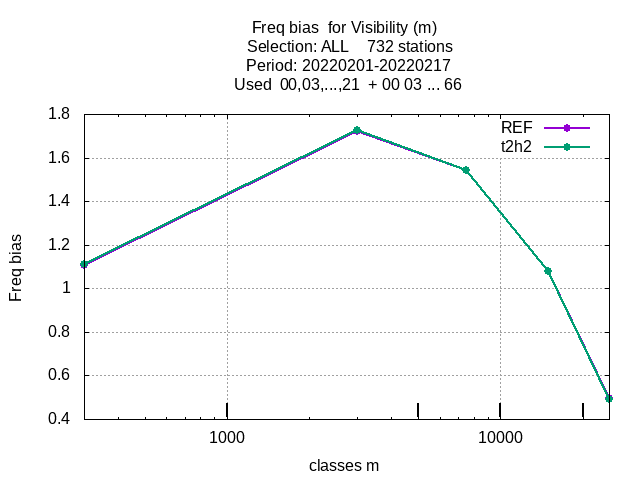 Freq bias for Visibility (m)
Selection: ALL 732 stations
Period: 20220201-20220217
Used 00,03,...,21 + 00 03 ... 66
REF
t2h2
1.8
1.6
1.4
1.2
1
0.8
0.6
0.4
Freq bias
1000
10000
classes m